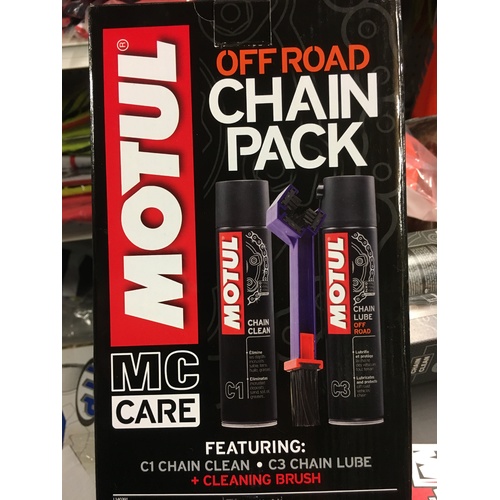 MOTUL®
OFF ROAD
CHAIN
PACK
MC
CARE
MOTUL
CHAIN
CLEAN
C1
MOTUL
CHAIN
LUBE
OFF
ROAD
C3
FEATURING:
C1 CHAIN CLEAN • C3 CHAIN LUBE
+ CLEANING BRUSH